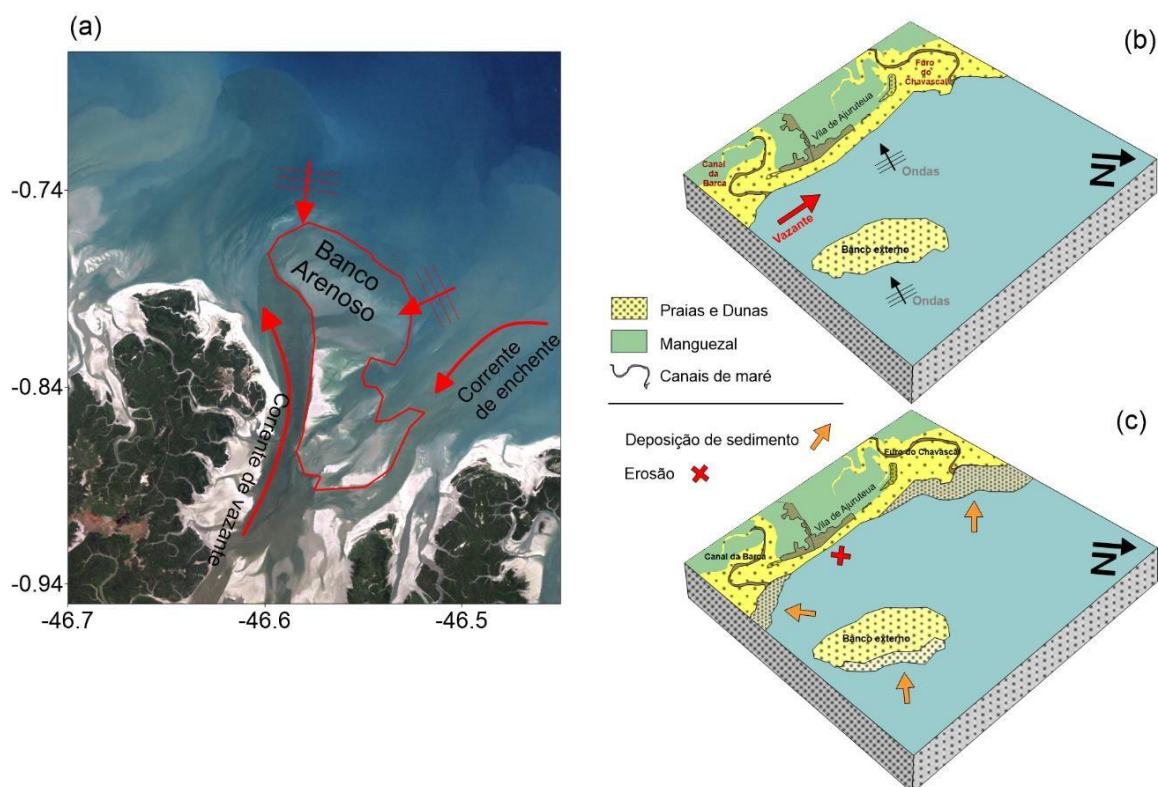 (a)
-0.74
-0.84
-0.94
-46.7
-46.6
-46.5
Banco
Arenoso
Corrente
de enchente
Corrente de vazante
(b)
Furo
do
Chavascal
Vila de Ajuruteua
Canal
da
Barca
Ondas
Vazante
Banco externo
Ondas
N
Praias e Dunas
Manguezal
Canais de maré
Deposição de sedimento
Erosão
(c)
Furo do Chavascal
Vila de Ajuruteua
Canal da Barca
Banco externo
N